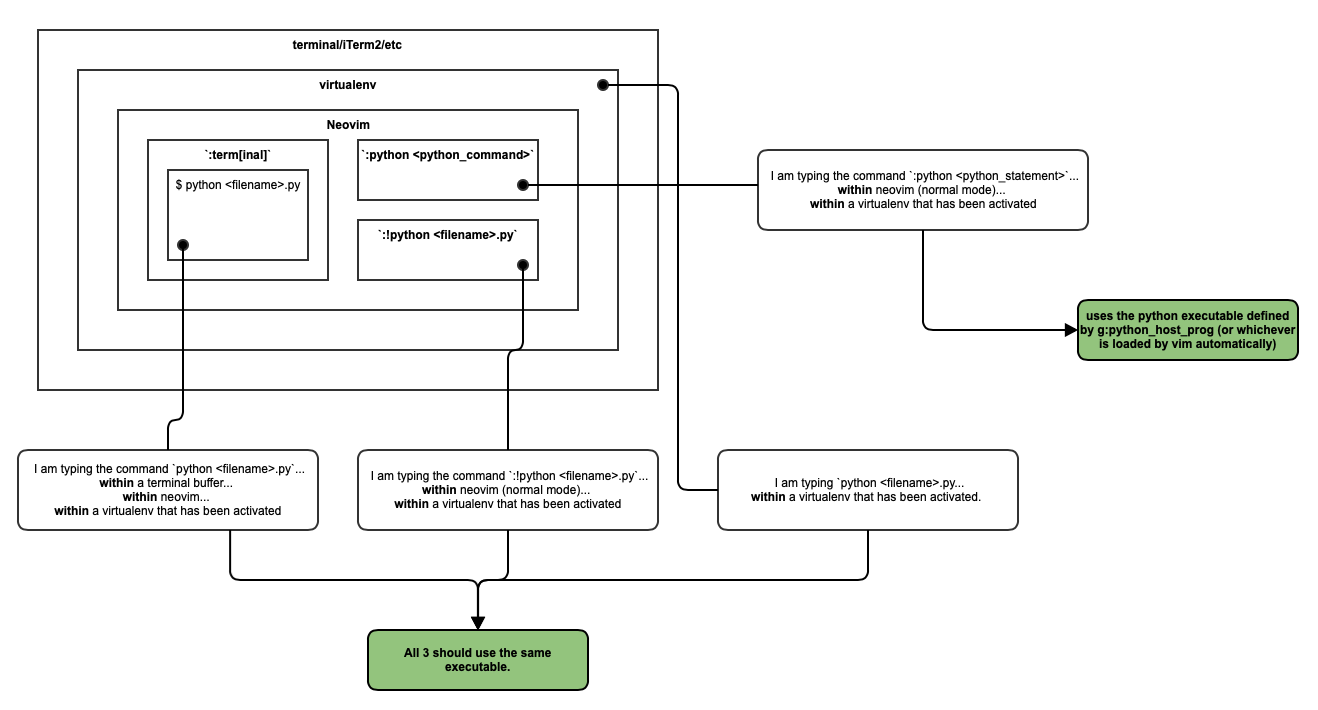 terminal/iTerm2/etc
virtualenv
Neovim
`:term[inal]`
$ python <filename>.py
`:python <python_command>`
`:!python <filename>.py`
I am typing the command `:python <python_statement>`...
within neovim (normal mode)...
within a virtualenv that has been activated
uses the python executable defined
by g:python_host_prog (or whichever
is loaded by vim automatically)
I am typing the command `python <filename>.py`...
within a terminal buffer...
within neovim...
within a virtualenv that has been activated
I am typing the command `:!python <filename>.py`...
within neovim (normal mode)...
within a virtualenv that has been activated
I am typing `python <filename>.py...
within a virtualenv that has been activated.
All 3 should use the same
executable.